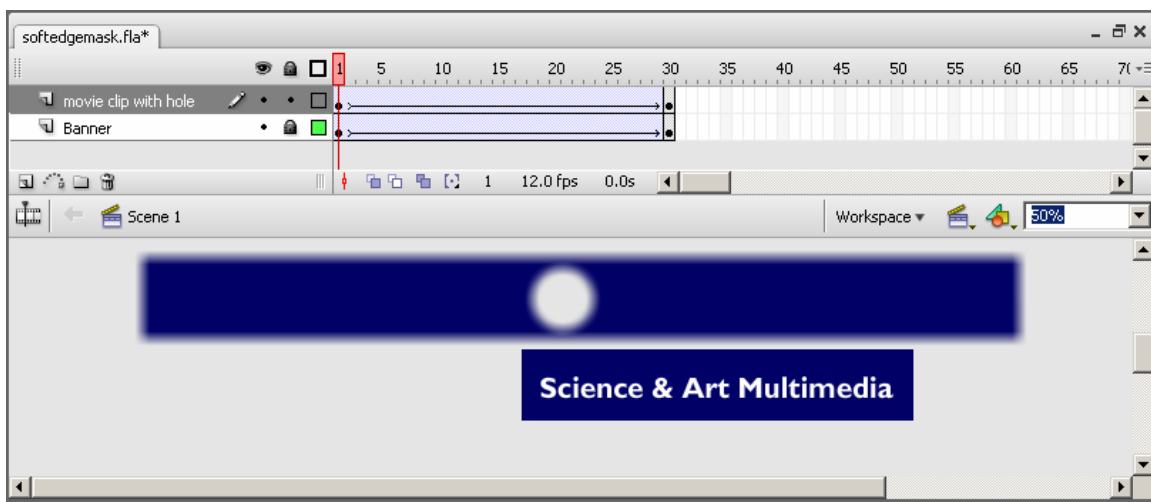 softedgemask.fla*
1 5 10 15 20 25 30 35 40 45 50 55 60 65
movie clip with hole
Banner
1 12.0 fps 0.0s
Scene 1 Workspace 50%
Science & Art Multimedia